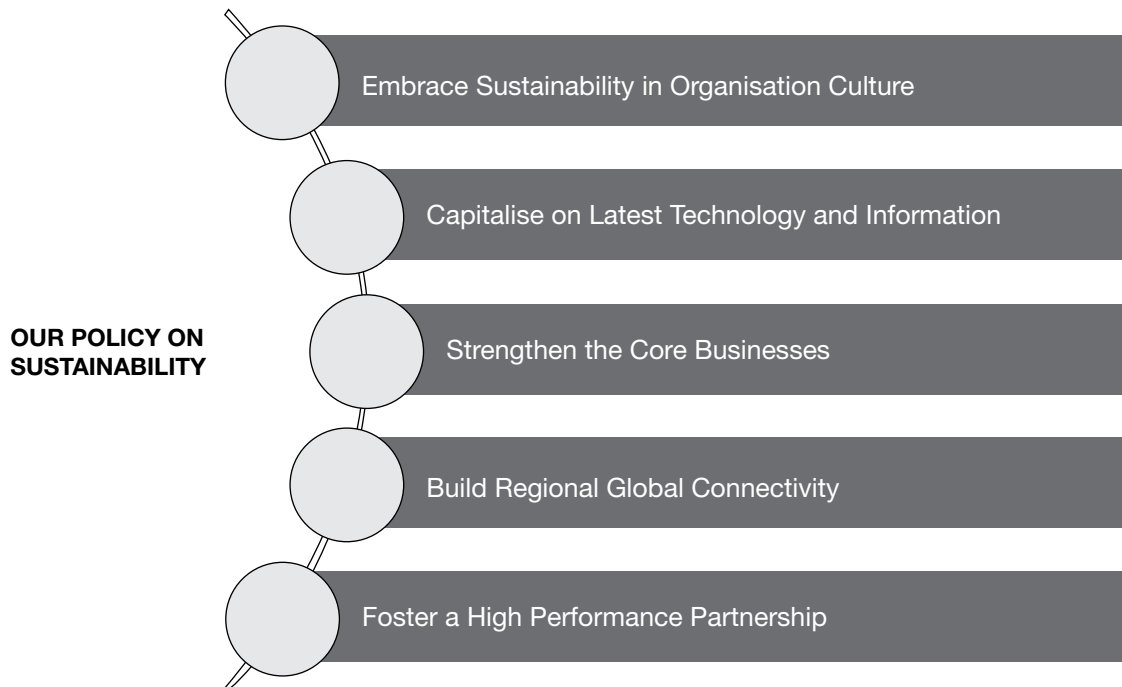 OUR POLICY ON
SUSTAINABILITY
Embrace Sustainability in Organisation Culture
Capitalise on Latest Technology and Information
Strengthen the Core Businesses
Build Regional Global Connectivity
Foster a High Performance Partnership